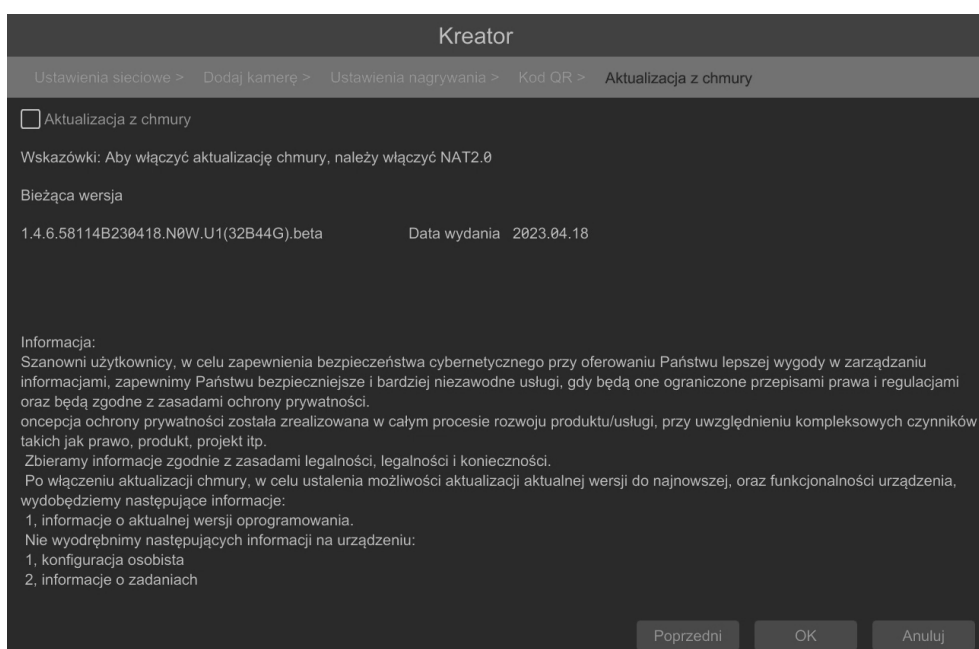 Kreator
Ustawienia sieciowe > Dodaj kamerę > Ustawienia nagrywania > Kod QR > Aktualizacja z chmury
Aktualizacja z chmury
Wskazówki: Aby włączyć aktualizację chmury, należy włączyć NAT2.0
Bieżąca wersja
1.4.6.58114B230418.N0W.U1(32B44G).beta Data wydania 2023.04.18
Informacja:
Szanowni użytkownicy, w celu zapewnienia bezpieczeństwa cybernetycznego przy oferowaniu Państwu lepszej wygody w zarządzaniu
informacjami, zapewnimy Państwu bezpieczniejsze i bardziej niezawodne usługi, gdy będą one ograniczone przepisami prawa i regulacjami
oraz będą zgodne z zasadami ochrony prywatności.
oncepcja ochrony prywatności została zrealizowana w całym procesie rozwoju produktu/usługi, przy uwzględnieniu kompleksowych czynników
takich jak prawo, produkt, projekt itp.
Zbieramy informacje zgodnie z zasadami legalności, legalności i konieczności.
Po włączeniu aktualizacji chmury, w celu ustalenia możliwości aktualizacji aktualnej wersji do najnowszej, oraz funkcjonalności urządzenia,
wydobędziemy następujące informacje:
1, informacje o aktualnej wersji oprogramowania.
Nie wyodrębnimy następujących informacji na urządzeniu:
1, konfiguracja osobista
2, informacje o zadaniach
Poprzedni OK Anuluj